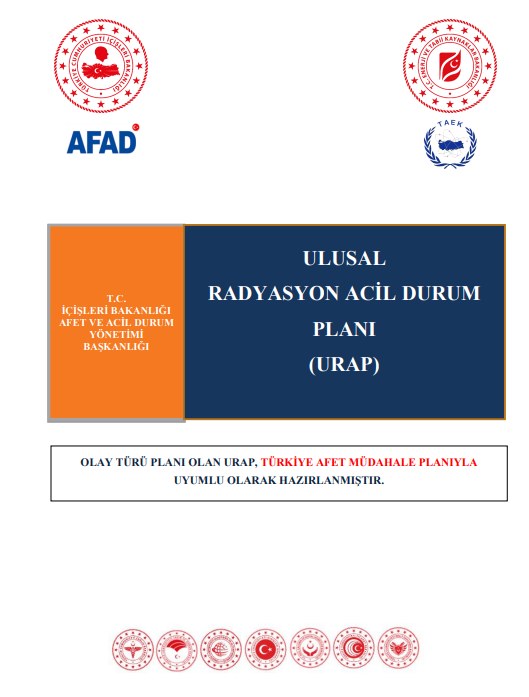 TÜRKİYE CUMHURİYETİ İÇİŞLERİ BAKANLIĞI
T.C. ENERJİ VE TABİİ KAYNAKLAR BAKANLIĞI
AFAD
TAEK
ULUSAL
RADYASYON ACİL DURUM
PLANI
(URAP)
T.C.
İÇİŞLERİ BAKANLIĞI
AFET VE ACİL DURUM
YÖNETİMİ
BAŞKANLIĞI
OLAY TÜRÜ PLANI OLAN URAP, TÜRKİYE AFET MÜDAHALE PLANIYLA
UYUMLU OLARAK HAZIRLANMIŞTIR.